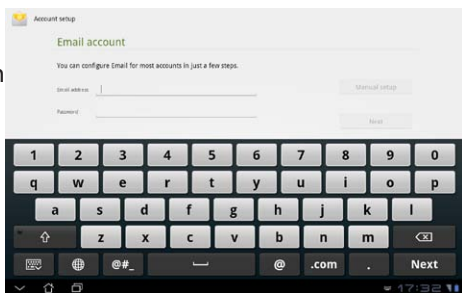 Account setup
Email account
You can configure Email for most accounts in just a few steps.
Email address
Manual setup
Password
Next
1 2 3 4 5 6 7 8 9 0
q w e r t y u i o p
a s d f g h j k l
z x c v b n m
@#_ @ .com . Next
17:32